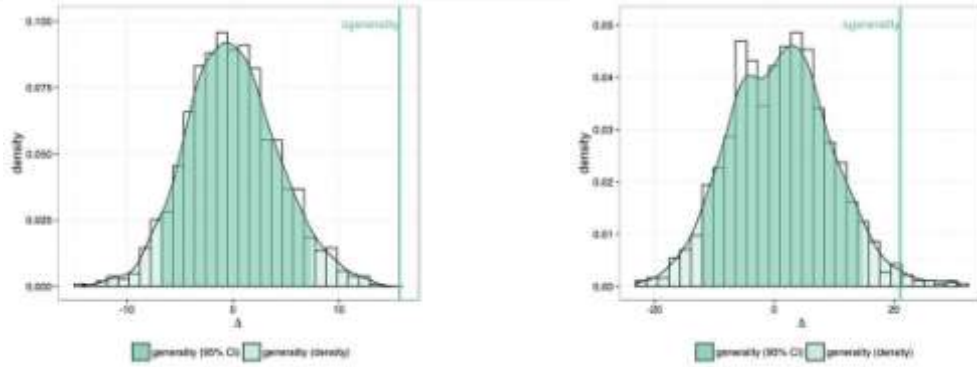 generality
0.100
0.075
0.050
0.025
0.000
density
-10 0 10
Δ
generality (95% CI) generality (density)
generality
0.05
0.04
0.03
0.02
0.01
0.00
density
-20 0 20
Δ
generality (95% CI) generality (density)